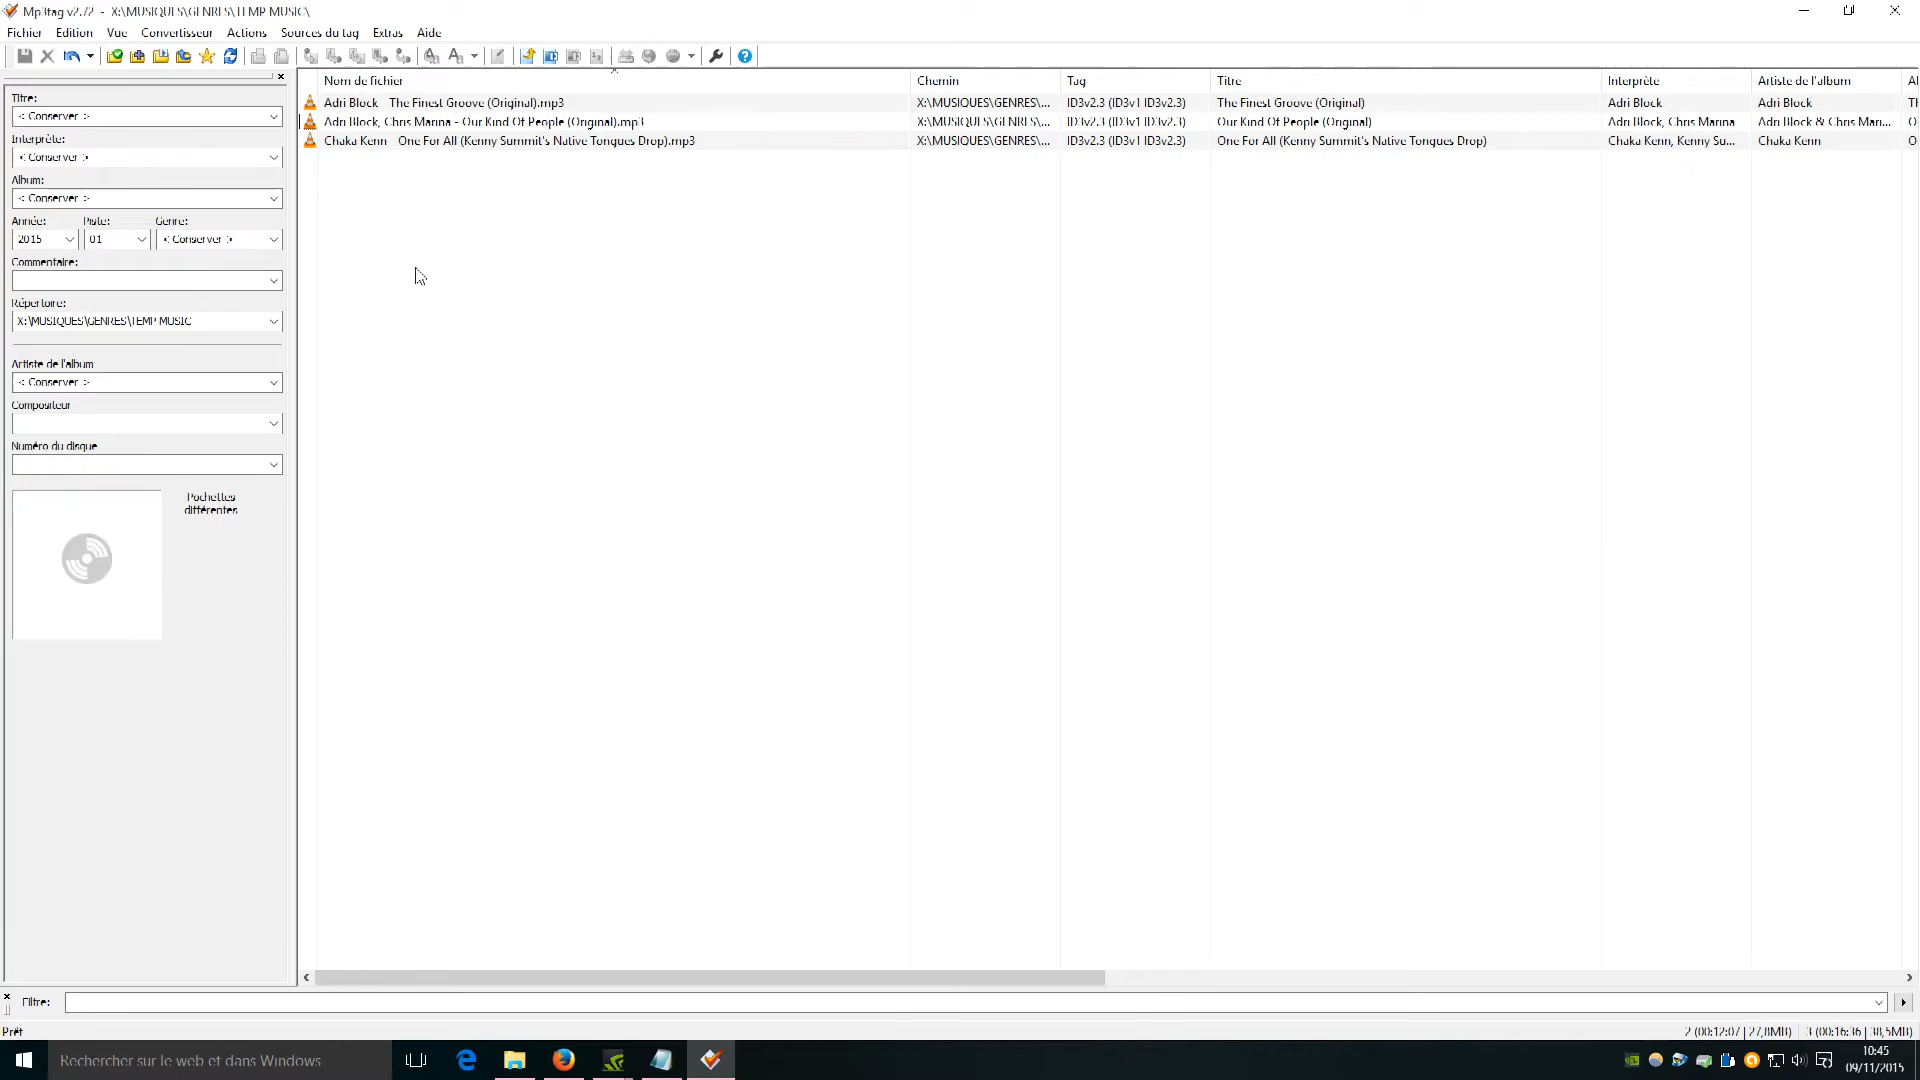 Mp3tag v2.72 - X:\MUSIQUES\GENRES\TEMP MUSIC\
Fichier Edition Vue Convertisseur Actions Sources du tag Extras Aide
Titre:
< Conserver >
Interprète:
< Conserver >
Album:
< Conserver >
Année: Piste: Genre:
2015 01 < Conserver >
Commentaire:
Répertoire:
X:\MUSIQUES\GENRES\TEMP MUSIC
Artiste de l'album
< Conserver >
Compositeur
Numéro du disque
Pochettes
différentes
Nom de fichier Chemin Tag Titre Interprète Artiste de l'album Al
Adri Block The Finest Groove (Original).mp3 X:\MUSIQUES\GENRES\... ID3v2.3 (ID3v1 ID3v2.3) The Finest Groove (Original) Adri Block Adri Block Th
Adri Block, Chris Marina - Our Kind Of People (Original).mp3 X:\MUSIQUES\GENRES\... ID3v2.3 (ID3v1 ID3v2.3) Our Kind Of People (Original) Adri Block, Chris Marina Adri Block & Chris Mari... O
Chaka Kenn One For All (Kenny Summit's Native Tongues Drop).mp3 X:\MUSIQUES\GENRES\... ID3v2.3 (ID3v1 ID3v2.3) One For All (Kenny Summit's Native Tongues Drop) Chaka Kenn, Kenny Su... Chaka Kenn O
Filtre:
Prêt 2 (00:12:07 | 27,8MB) 3 (00:16:36 | 38,5MB)
Rechercher sur le web et dans Windows
10:45
09/11/2015